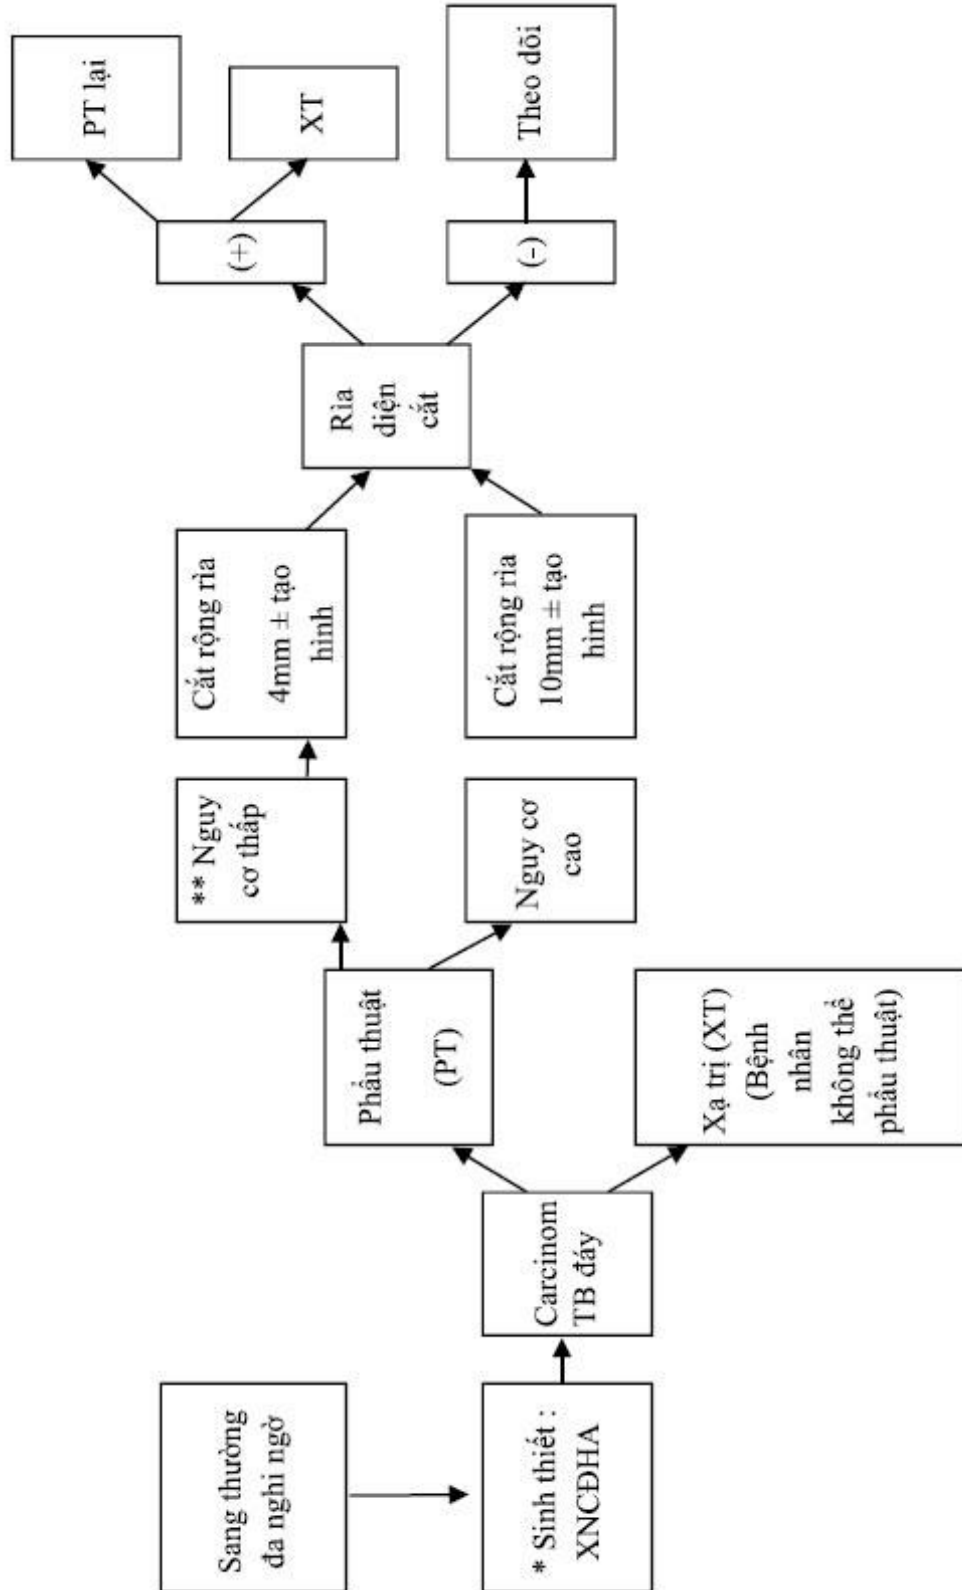 Sang thường
đa nghi ngờ
* Sinh thiết :
XNCĐHA
Carcinom
TB đáy
Phẫu thuật
(PT)
Xạ trị (XT)
(Bệnh
nhân
không thể
phẫu thuật)
** Nguy
cơ thấp
Nguy cơ
cao
Cắt rộng rìa
4mm ± tạo
hình
Cắt rộng rìa
10mm ± tạo
hình
Rìa
diện
cắt
(+)
(-)
PT lại
XT
Theo dõi